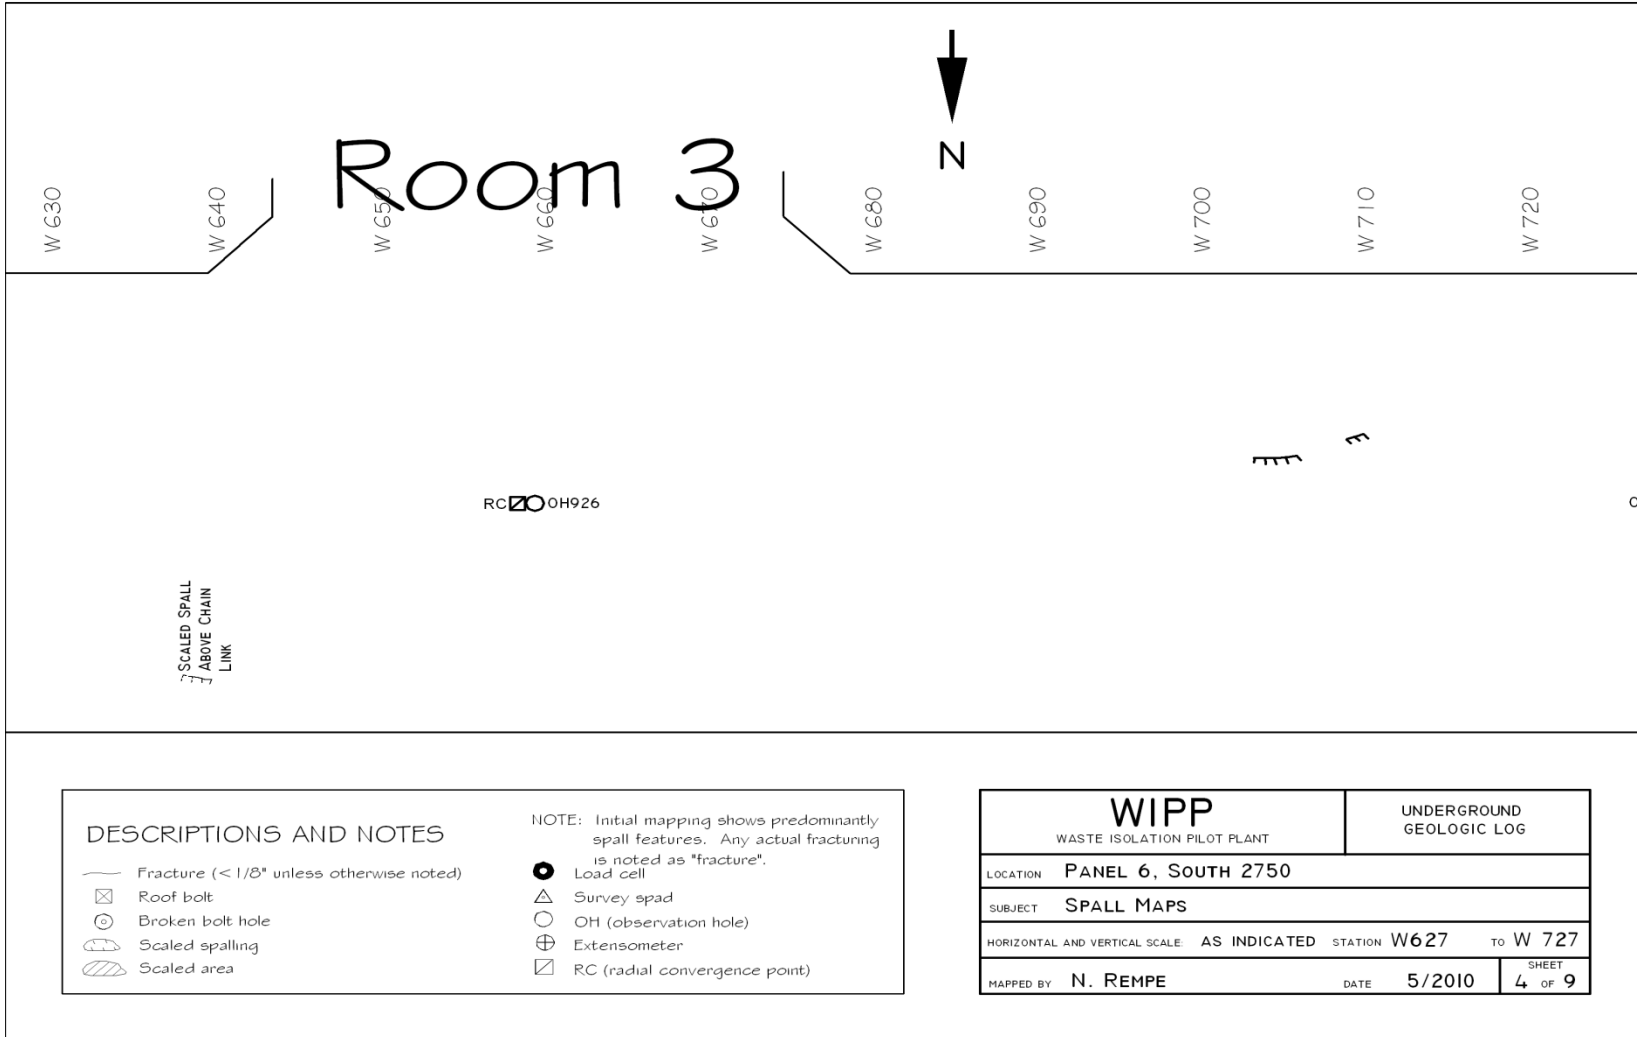 N
Room 3
W 630
W 640
W 650
W 660
W 670
W 680
W 690
W 700
W 710
W 720
RC OH926
O
SCALED SPALL
ABOVE CHAIN
LINK
DESCRIPTIONS AND NOTES
Fracture (< 1/8" unless otherwise noted)
Roof bolt
Broken bolt hole
Scaled spalling
Scaled area
NOTE: Initial mapping shows predominantly
spall features. Any actual fracturing
is noted as "fracture".
Load cell
Survey spad
OH (observation hole)
Extensometer
RC (radial convergence point)
WIPP
WASTE ISOLATION PILOT PLANT
UNDERGROUND
GEOLOGIC LOG
LOCATION PANEL 6, SOUTH 2750
SUBJECT SPALL MAPS
HORIZONTAL AND VERTICAL SCALE: AS INDICATED STATION W627 TO W 727
MAPPED BY N. REMPE DATE 5/2010 SHEET 4 OF 9